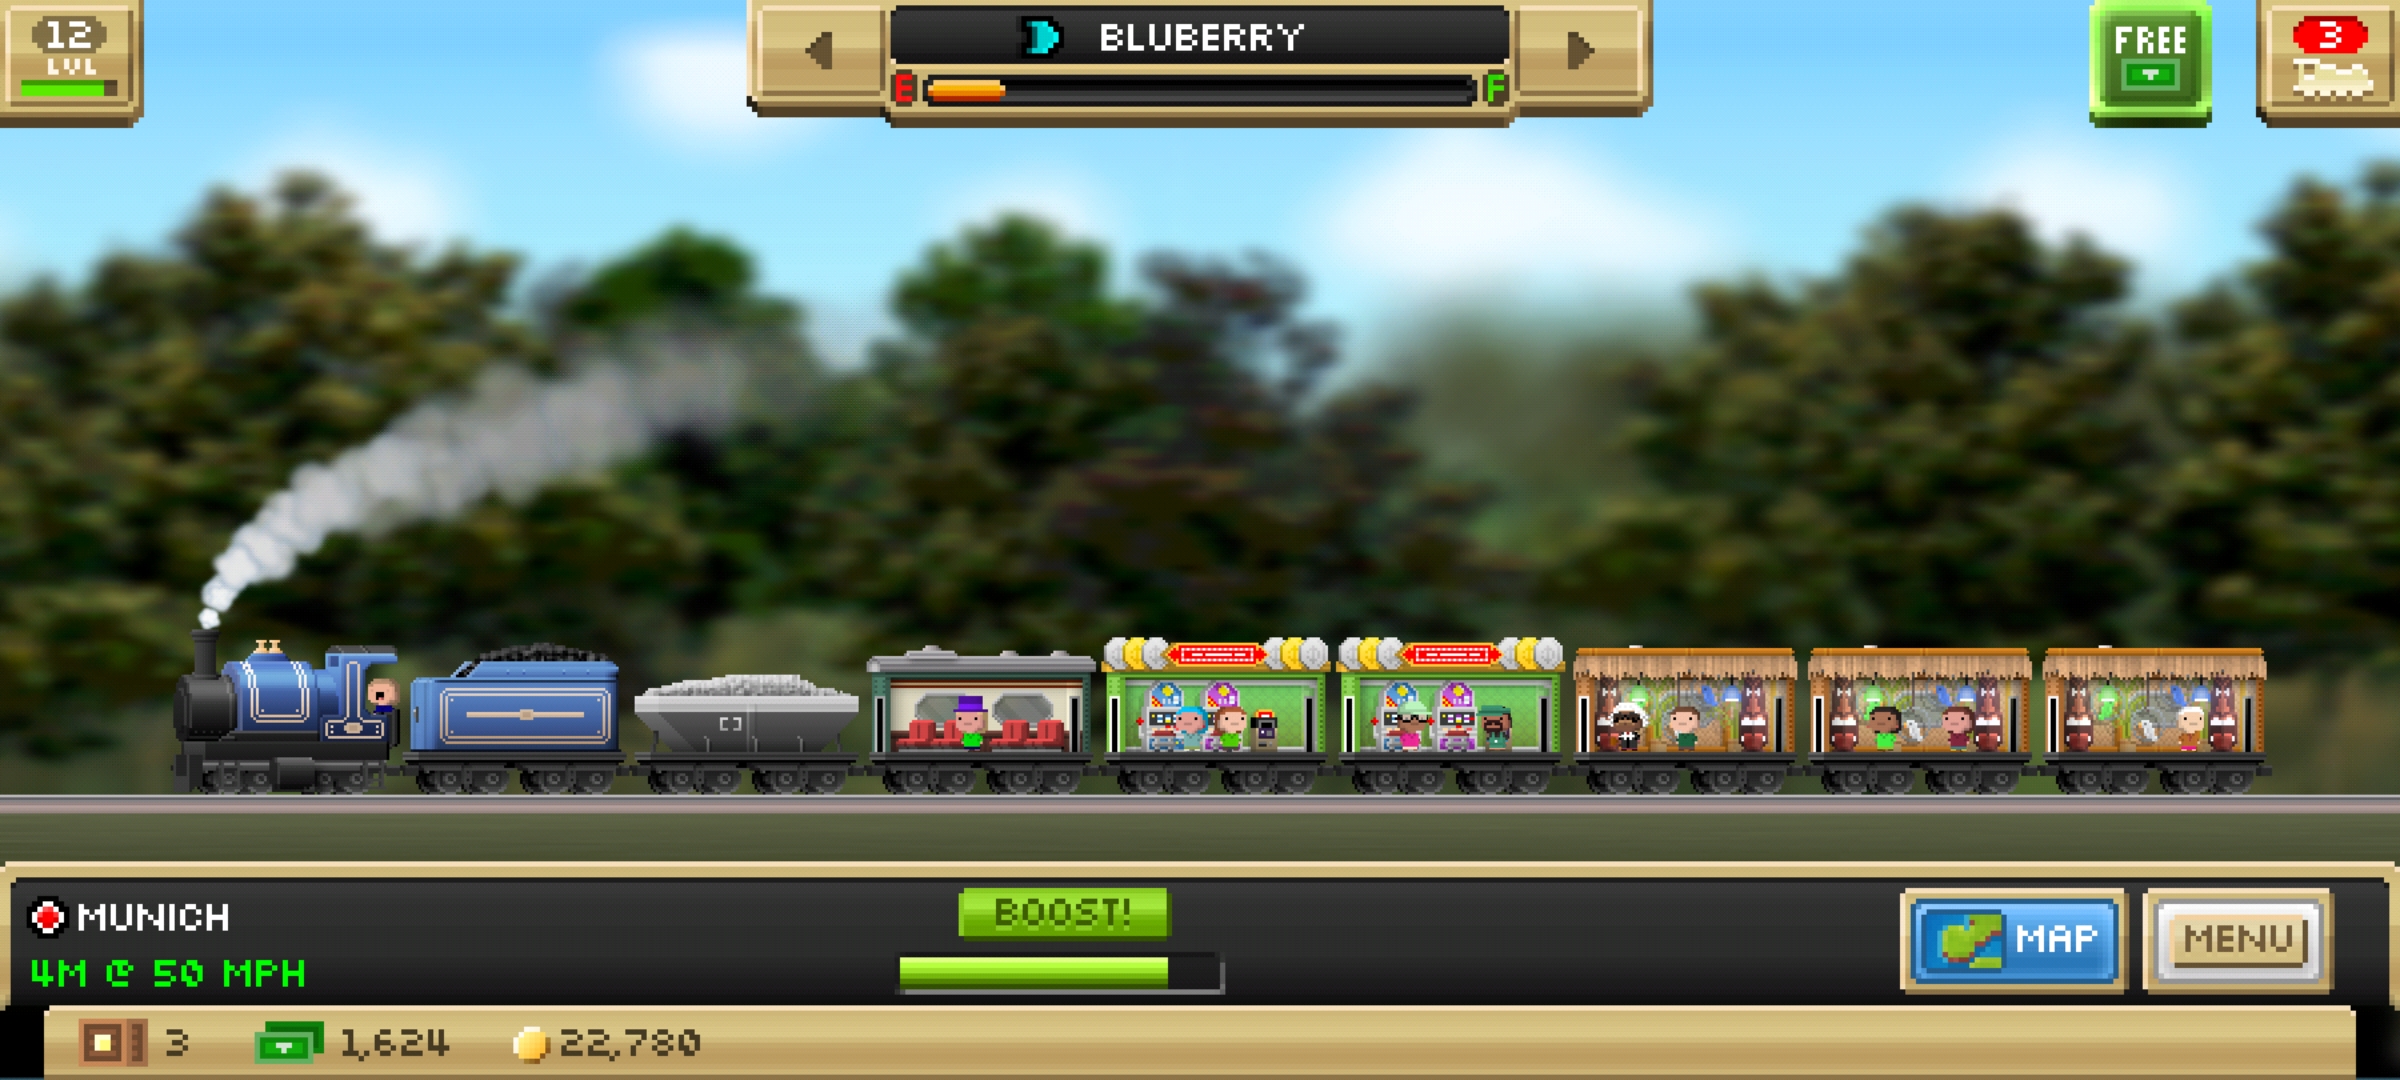 12
LVL
BLUBERRY
E
F
FREE
3
MUNICH
4M @ 50 MPH
BOOST!
MAP
MENU
3
1,624
22,780